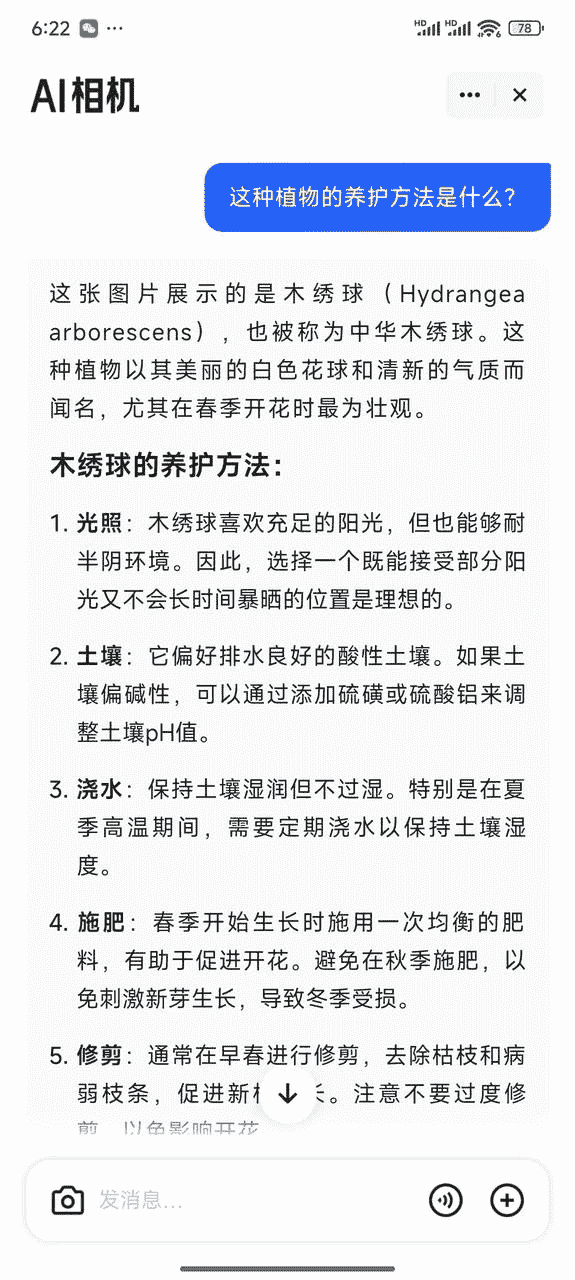 6:22 ··· HD HD 6 78
AI相机
这种植物的养护方法是什么？
这张图片展示的是木绣球（Hydrangea
arborescens），也被称为中华木绣球。这
种植物以其美丽的白色花球和清新的气质而
闻名，尤其在春季开花时最为壮观。
木绣球的养护方法：
1. 光照：木绣球喜欢充足的阳光，但也能够耐
半阴环境。因此，选择一个既能接受部分阳
光又不会长时间暴晒的位置是理想的。
2. 土壤：它偏好排水良好的酸性土壤。如果土
壤偏碱性，可以通过添加硫磺或硫酸铝来调
整土壤pH值。
3. 浇水：保持土壤湿润但不过湿。特别是在夏
季高温期间，需要定期浇水以保持土壤湿
度。
4. 施肥：春季开始生长时施用一次均衡的肥
料，有助于促进开花。避免在秋季施肥，以
免刺激新芽生长，导致冬季受损。
5. 修剪：通常在早春进行修剪，去除枯枝和病
弱枝条，促进新 长。注意不要过度修
剪，以免影响开花
发消息...